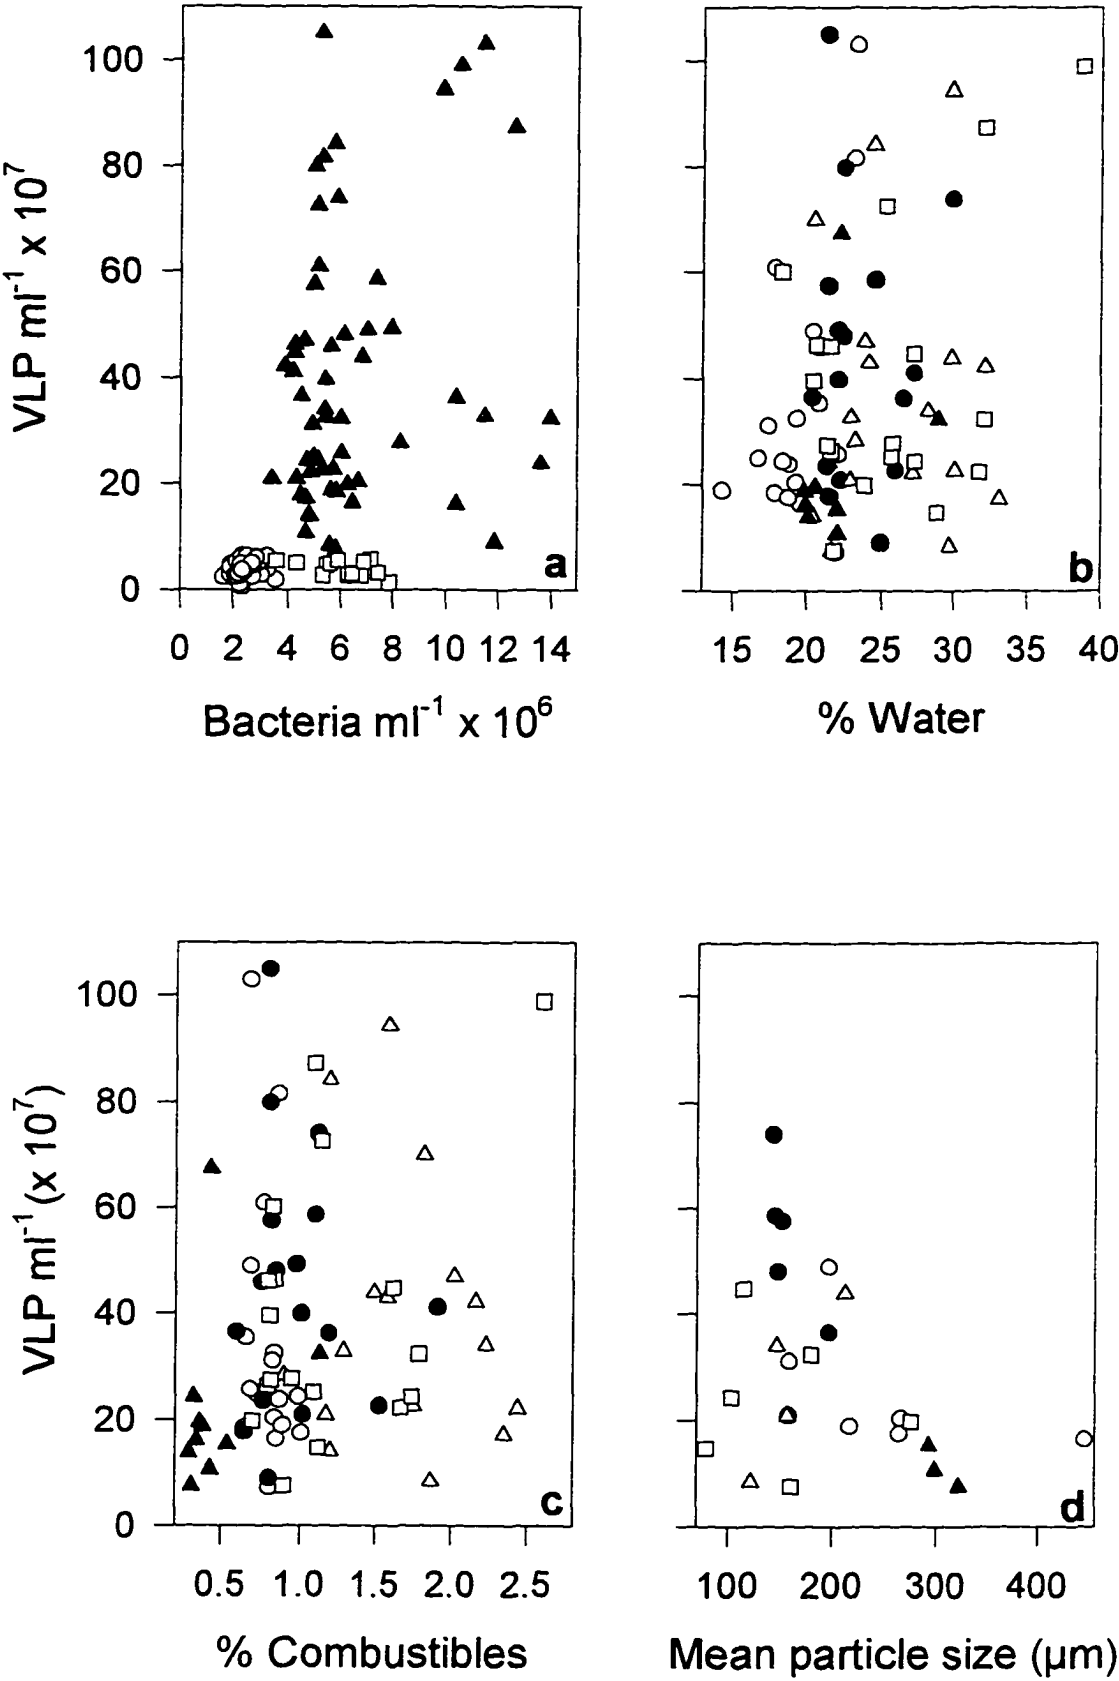 100
80
60
40
20
0
VLP ml⁻¹ x 10⁷
a
0 2 4 6 8 10 12 14
Bacteria ml⁻¹ x 10⁶
b
15 20 25 30 35 40
% Water
100
80
60
40
20
0
VLP ml⁻¹ (x 10⁷)
c
0.5 1.0 1.5 2.0 2.5
% Combustibles
d
100 200 300 400
Mean particle size (µm)